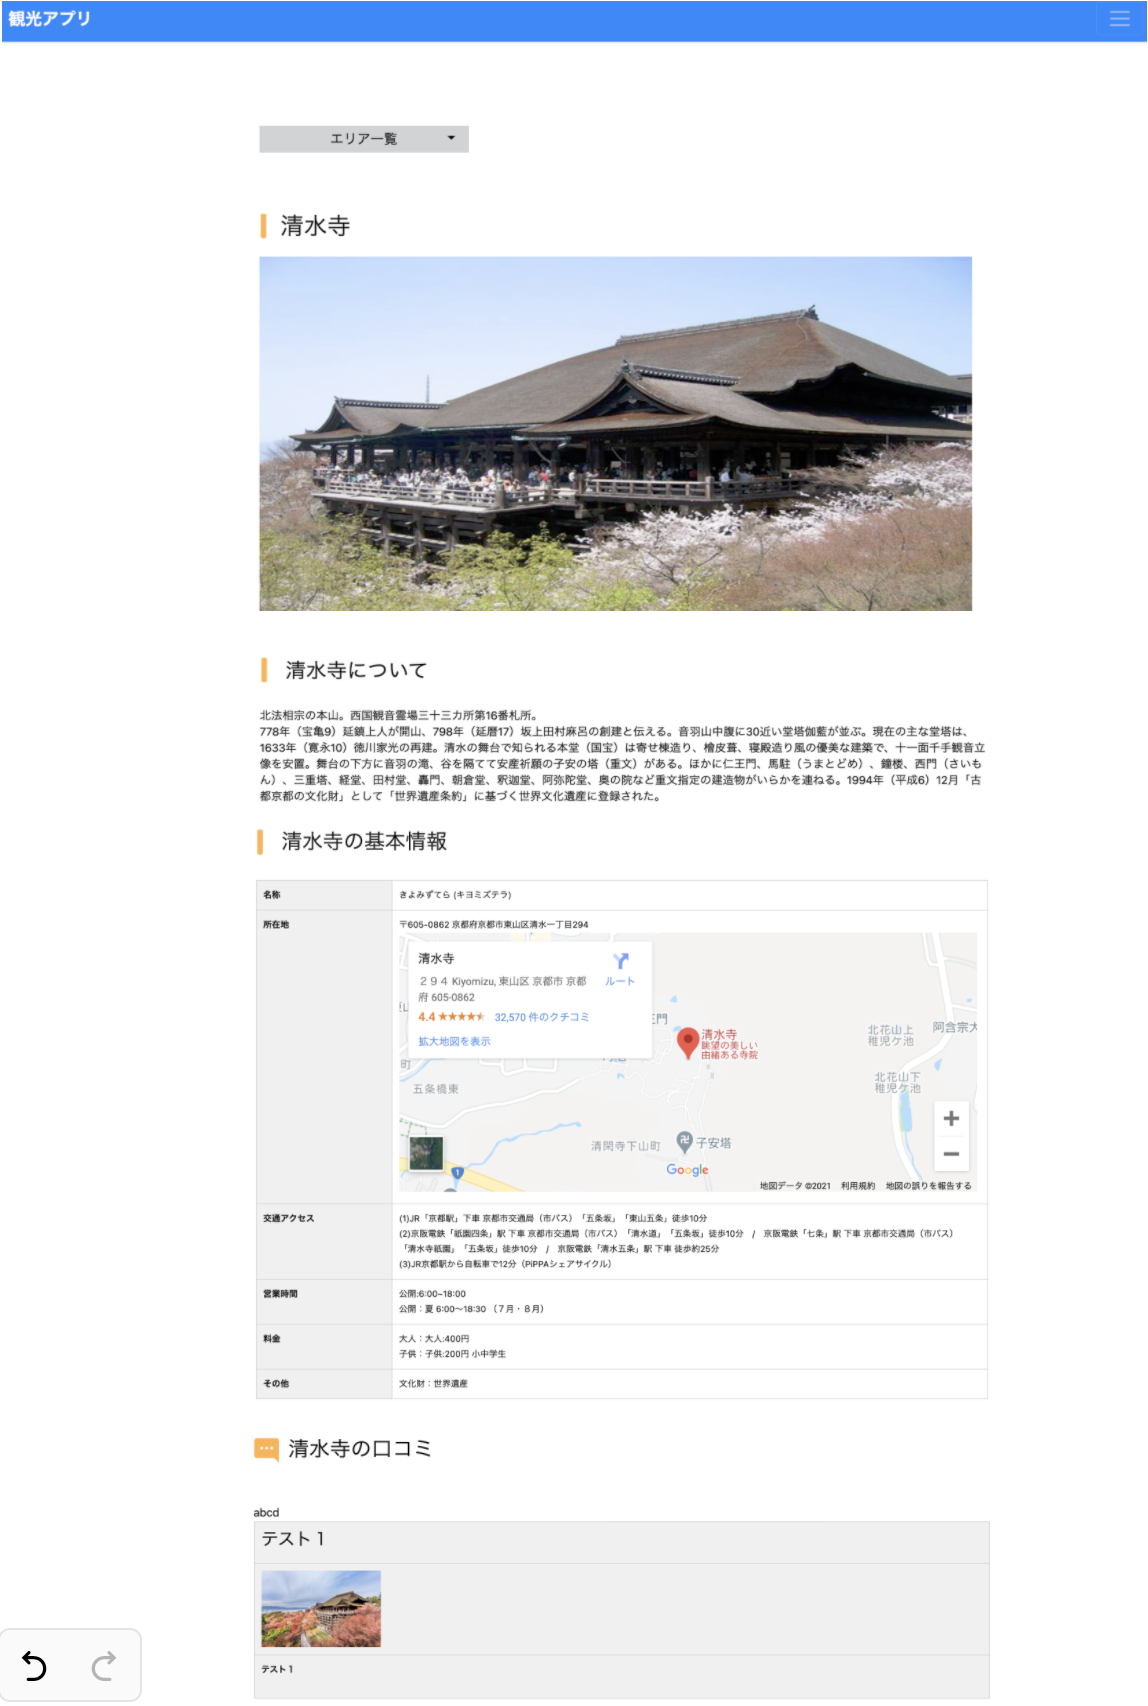 観光アプリ
エリア一覧
清水寺
清水寺について
北法相宗の本山。西国観音霊場三十三カ所第16番札所。
778年（宝亀9）延鎮上人が開山、798年（延暦17）坂上田村麻呂の創建と伝える。音羽山中腹に30近い堂塔伽藍が並ぶ。現在の主な堂塔は、
1633年（寛永10）徳川家光の再建。清水の舞台で知られる本堂（国宝）は寄せ棟造り、檜皮葺、寝殿造り風の優美な建築で、十一面千手観音立
像を安置。舞台の下方に音羽の滝、谷を隔てて安産祈願の子安の塔（重文）がある。ほかに仁王門、馬駐（うまとどめ）、鐘楼、西門（さいも
ん）、三重塔、経堂、田村堂、轟門、朝倉堂、釈迦堂、阿弥陀堂、奥の院など重文指定の建造物がいらかを連ねる。1994年（平成6）12月「古
都京都の文化財」として「世界遺産条約」に基づく世界文化遺産に登録された。
清水寺の基本情報
名称 きよみずてら (キヨミズテラ)
所在地 〒605-0862 京都府京都市東山区清水一丁目294
清水寺
２９４ Kiyomizu, 東山区 京都市 京都
府 605-0862
ルート
4.4 ★★★★★ 32,570 件のクチコミ
拡大地図を表示
王門
清水寺
眺望の美しい
由緒ある寺院
北花山上
稚児ケ池
阿含宗大
北花山下
稚児ケ池
町
五条橋東
清閑寺下山町
子安塔
1
Google
+
−
地図データ ©2021 利用規約 地図の誤りを報告する
交通アクセス (1)JR「京都駅」下車 京都市交通局（市バス）「五条坂」「東山五条」徒歩10分
(2)京阪電鉄「祇園四条」駅 下車 京都市交通局（市バス）「清水道」「五条坂」徒歩10分 / 京阪電鉄「七条」駅 下車 京都市交通局（市バス）
「清水寺祇園」「五条坂」徒歩10分 / 京阪電鉄「清水五条」駅 下車 徒歩約25分
(3)JR京都駅から自転車で12分（PiPPAシェアサイクル）
営業時間 公開:6:00~18:00
公開：夏 6:00〜18:30 （７月・８月）
料金 大人：大人:400円
子供：子供:200円 小中学生
その他 文化財：世界遺産
清水寺の口コミ
abcd
テスト１
テスト１